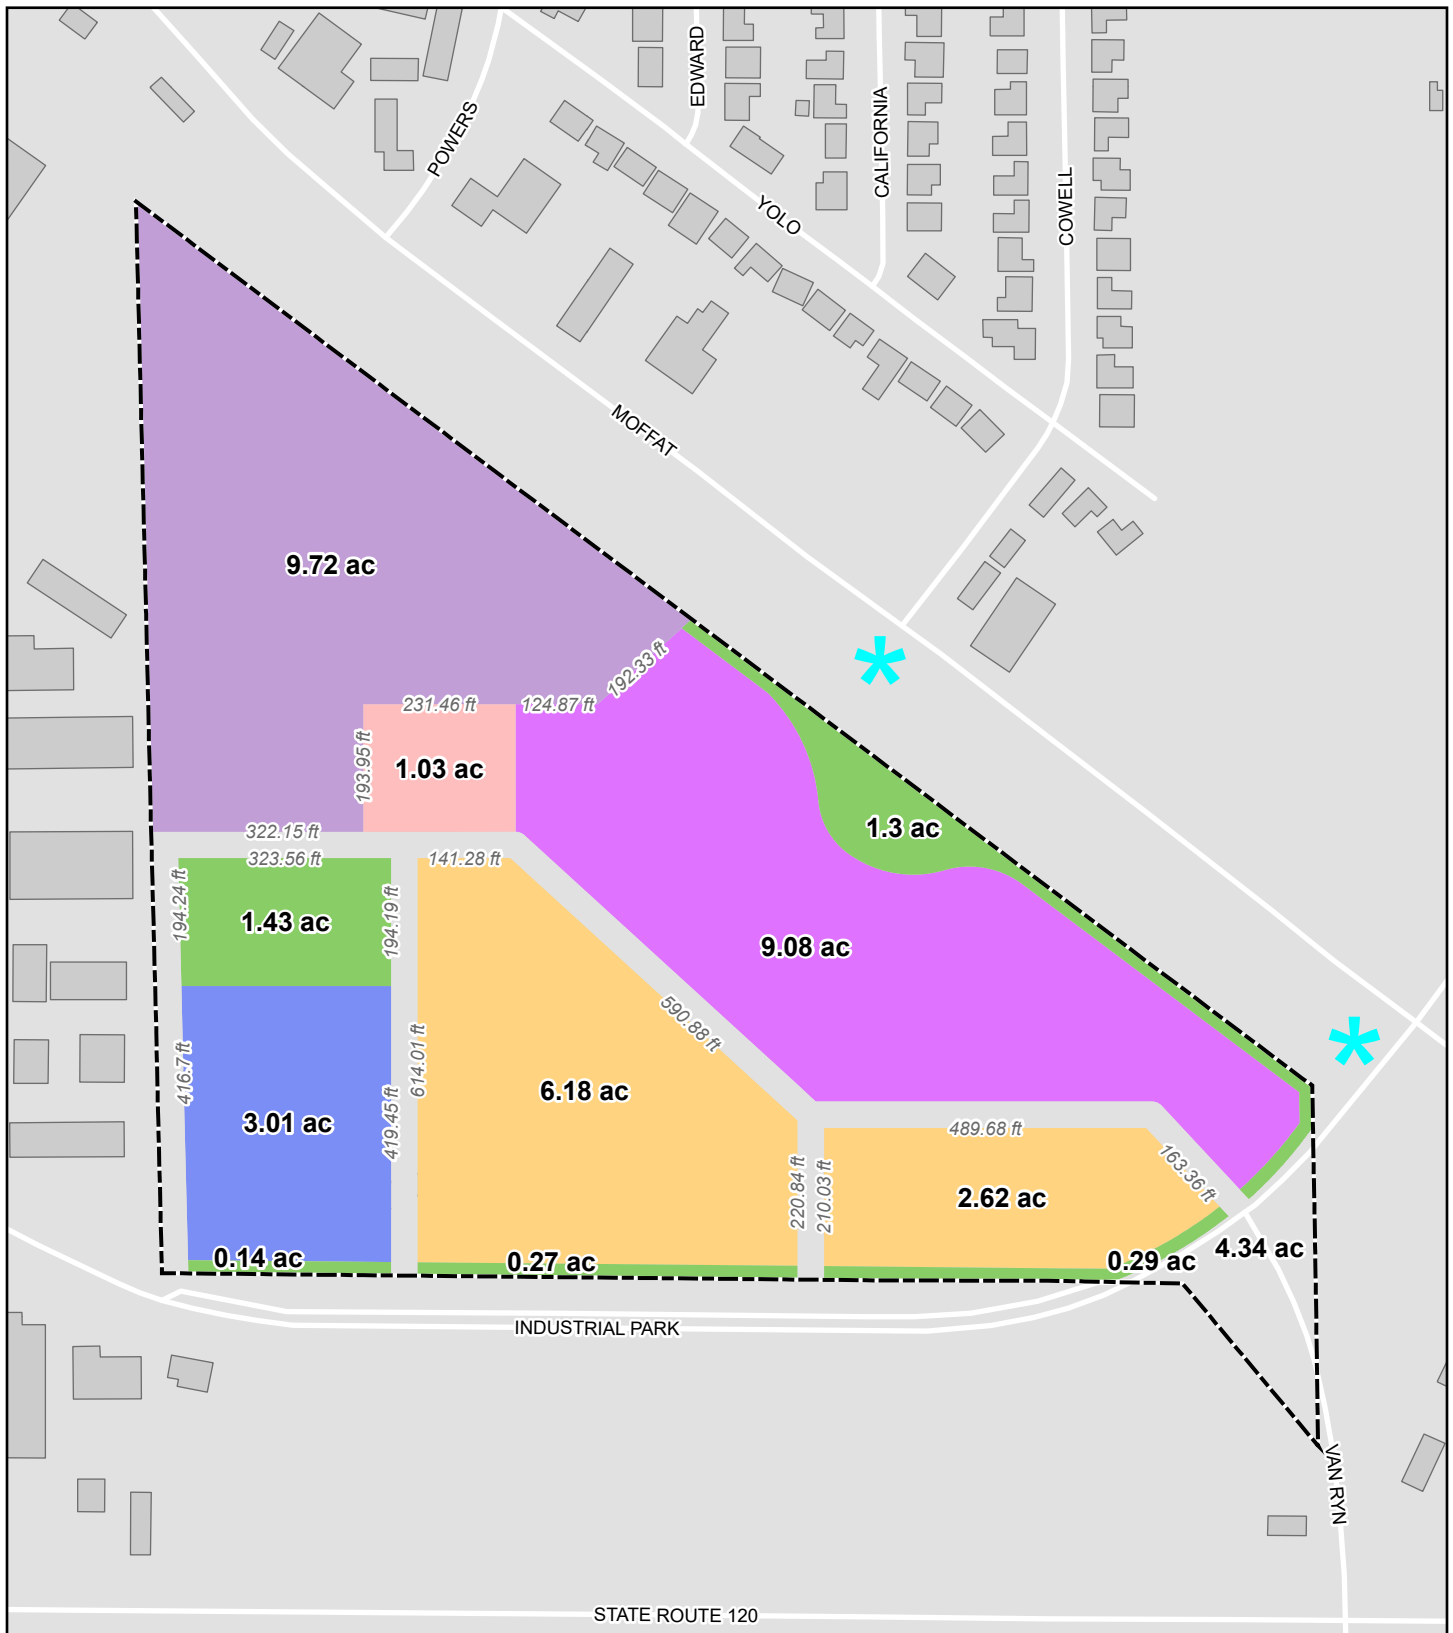 EDWARD
CALIFORNIA
POWERS
COWELL
YOLO
MOFFAT
9.72 ac
192.33 ft
231.46 ft
124.87 ft
193.95 ft
1.03 ac
322.15 ft
1.3 ac
323.56 ft
141.28 ft
194.24 ft
1.43 ac
194.19 ft
9.08 ac
590.88 ft
416.7 ft
614.01 ft
6.18 ac
3.01 ac
419.45 ft
489.68 ft
163.36 ft
220.84 ft
210.03 ft
2.62 ac
4.34 ac
0.14 ac
0.27 ac
0.29 ac
INDUSTRIAL PARK
VAN RYN
STATE ROUTE 120